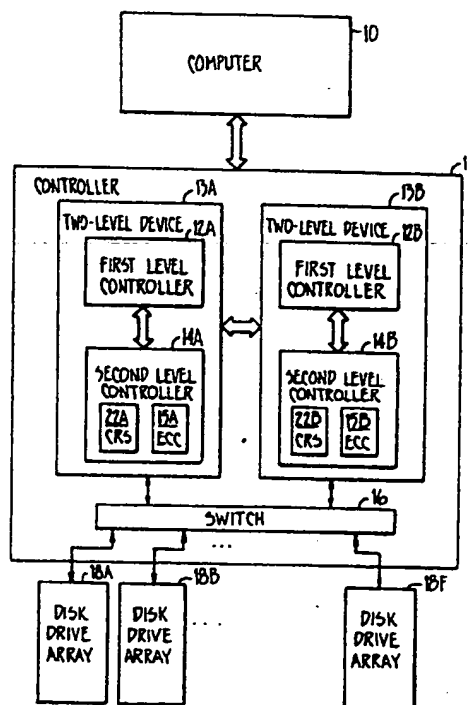 10
COMPUTER
1
CONTROLLER
13A
13B
TWO-LEVEL DEVICE
12A
TWO-LEVEL DEVICE
12B
FIRST LEVEL
CONTROLLER
FIRST LEVEL
CONTROLLER
14A
14B
SECOND LEVEL
CONTROLLER
22A
CRS
15A
ECC
SECOND LEVEL
CONTROLLER
22B
CRS
15B
ECC
16
SWITCH
...
18A
18B
18F
DISK
DRIVE
ARRAY
DISK
DRIVE
ARRAY
....
DISK
DRIVE
ARRAY